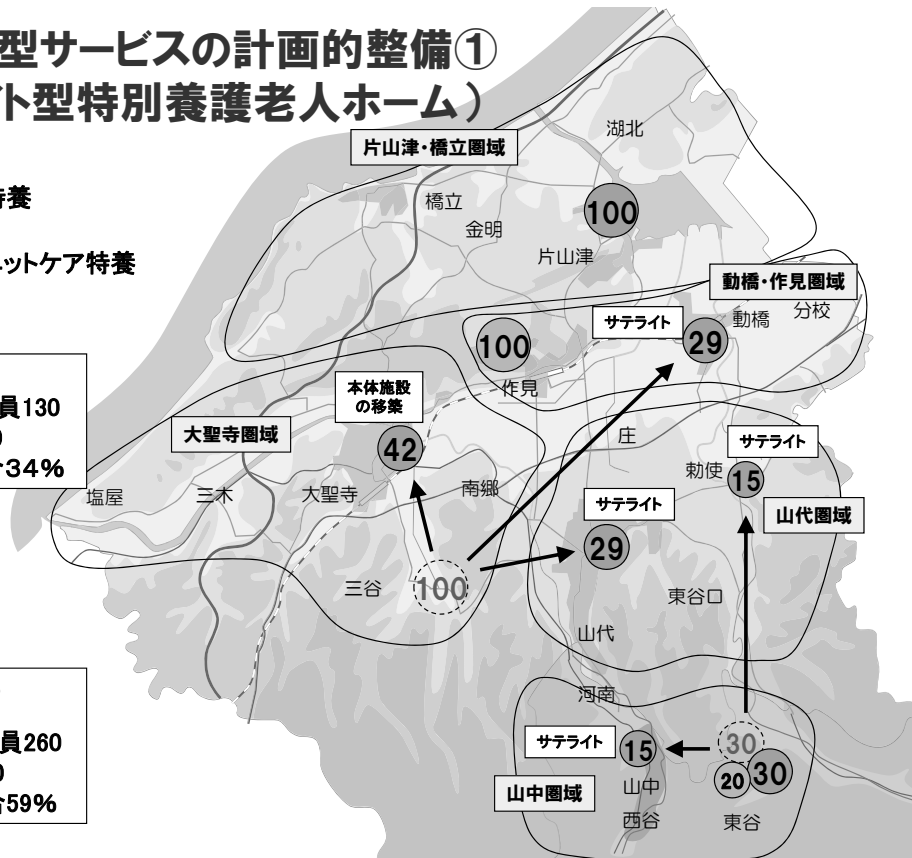 型サービスの計画的整備①
ト型特別養護老人ホーム）
特養
ニットケア特養
員130
0
合34%
員260
0
合59%
片山津・橋立圏域
湖北
橋立
金明
100
片山津
動橋・作見圏域
サテライト
29
動橋
分校
100
作見
本体施設
の移築
42
大聖寺圏域
塩屋
三木
大聖寺
南郷
三谷
100
庄
サテライト
勅使
15
山代圏域
サテライト
29
東谷口
山代
河南
サテライト
15
山中
西谷
山中圏域
30
20
30
東谷